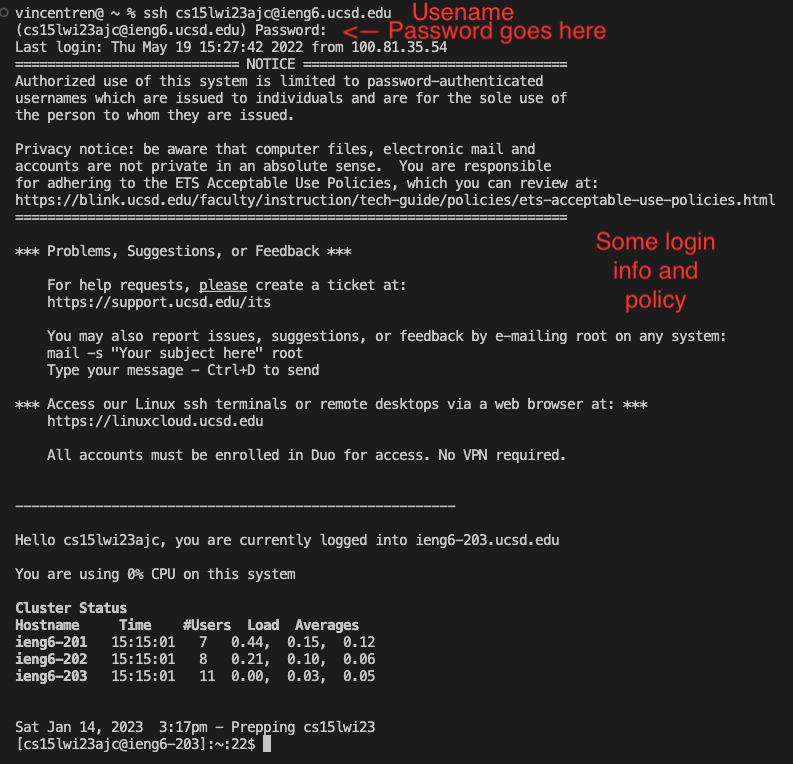 vincentren@ ~ % ssh cs15lwi23ajc@ieng6.ucsd.edu Usename
(cs15lwi23ajc@ieng6.ucsd.edu) Password: <— Password goes here
Last login: Thu May 19 15:27:42 2022 from 100.81.35.54
============================ NOTICE =================================
Authorized use of this system is limited to password-authenticated
usernames which are issued to individuals and are for the sole use of
the person to whom they are issued.

Privacy notice: be aware that computer files, electronic mail and
accounts are not private in an absolute sense.  You are responsible
for adhering to the ETS Acceptable Use Policies, which you can review at:
https://blink.ucsd.edu/faculty/instruction/tech-guide/policies/ets-acceptable-use-policies.html
=====================================================================

*** Problems, Suggestions, or Feedback ***
Some login
info and
policy

    For help requests, please create a ticket at:
    https://support.ucsd.edu/its

    You may also report issues, suggestions, or feedback by e-mailing root on any system:
    mail -s "Your subject here" root
    Type your message - Ctrl+D to send

*** Access our Linux ssh terminals or remote desktops via a web browser at: ***
    https://linuxcloud.ucsd.edu

    All accounts must be enrolled in Duo for access. No VPN required.

-------------------------------------------------------

Hello cs15lwi23ajc, you are currently logged into ieng6-203.ucsd.edu

You are using 0% CPU on this system

Cluster Status
Hostname     Time    #Users  Load  Averages
ieng6-201   15:15:01   7   0.44,  0.15,  0.12
ieng6-202   15:15:01   8   0.21,  0.10,  0.06
ieng6-203   15:15:01   11  0.00,  0.03,  0.05

Sat Jan 14, 2023  3:17pm - Prepping cs15lwi23
[cs15lwi23ajc@ieng6-203]:~:22$